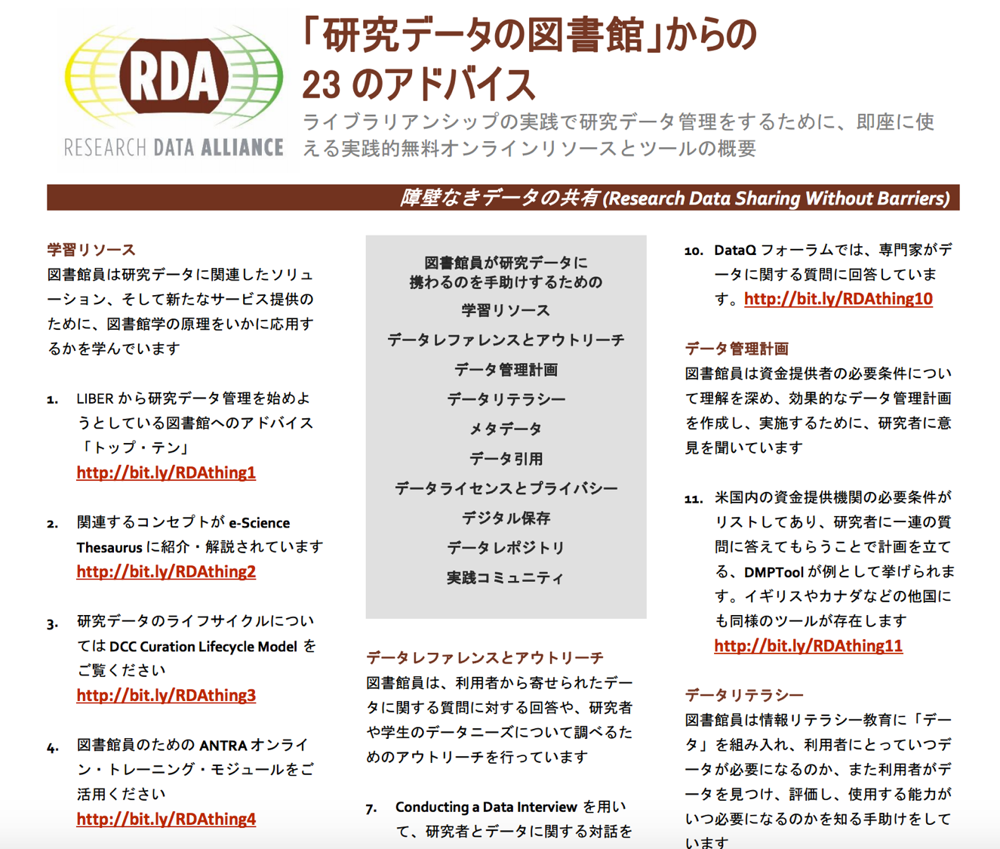 RDA
RESEARCH DATA ALLIANCE
「研究データの図書館」からの
23 のアドバイス
ライブラリアンシップの実践で研究データ管理をするために、即座に使
える実践的無料オンラインリソースとツールの概要
障壁なきデータの共有 (Research Data Sharing Without Barriers)
学習リソース
図書館員は研究データに関連したソリュ
ーション、そして新たなサービス提供の
ために、図書館学の原理をいかに応用す
るかを学んでいます
1. LIBER から研究データ管理を始めよ
うとしている図書館へのアドバイス
「トップ・テン」
http://bit.ly/RDAthing1
2. 関連するコンセプトが e-Science
Thesaurus に紹介・解説されています
http://bit.ly/RDAthing2
3. 研究データのライフサイクルについ
ては DCC Curation Lifecycle Model を
ご覧ください
http://bit.ly/RDAthing3
4. 図書館員のための ANTRA オンライ
ン・トレーニング・モジュールをご
活用ください
http://bit.ly/RDAthing4
図書館員が研究データに
携わるのを手助けするための
学習リソース
データレファレンスとアウトリーチ
データ管理計画
データリテラシー
メタデータ
データ引用
データライセンスとプライバシー
デジタル保存
データレポジトリ
実践コミュニティ
データレファレンスとアウトリーチ
図書館員は、利用者から寄せられたデー
タに関する質問に対する回答や、研究者
や学生のデータニーズについて調べるた
めのアウトリーチを行っています
7. Conducting a Data Interview を用い
て、研究者とデータに関する対話を
10. DataQ フォーラムでは、専門家がデ
ータに関する質問に回答していま
す。http://bit.ly/RDAthing10
データ管理計画
図書館員は資金提供者の必要条件につい
て理解を深め、効果的なデータ管理計画
を作成し、実施するために、研究者に意
見を聞いています
11. 米国内の資金提供機関の必要条件が
リストしてあり、研究者に一連の質
問に答えてもらうことで計画を立て
る、DMPTool が例として挙げられま
す。イギリスやカナダなどの他国に
も同様のツールが存在します
http://bit.ly/RDAthing11
データリテラシー
図書館員は情報リテラシー教育に「デー
タ」を組み入れ、利用者にとっていつデ
ータが必要になるのか、また利用者がデ
ータを見つけ、評価し、使用する能力が
いつ必要になるのかを知る手助けをして
います